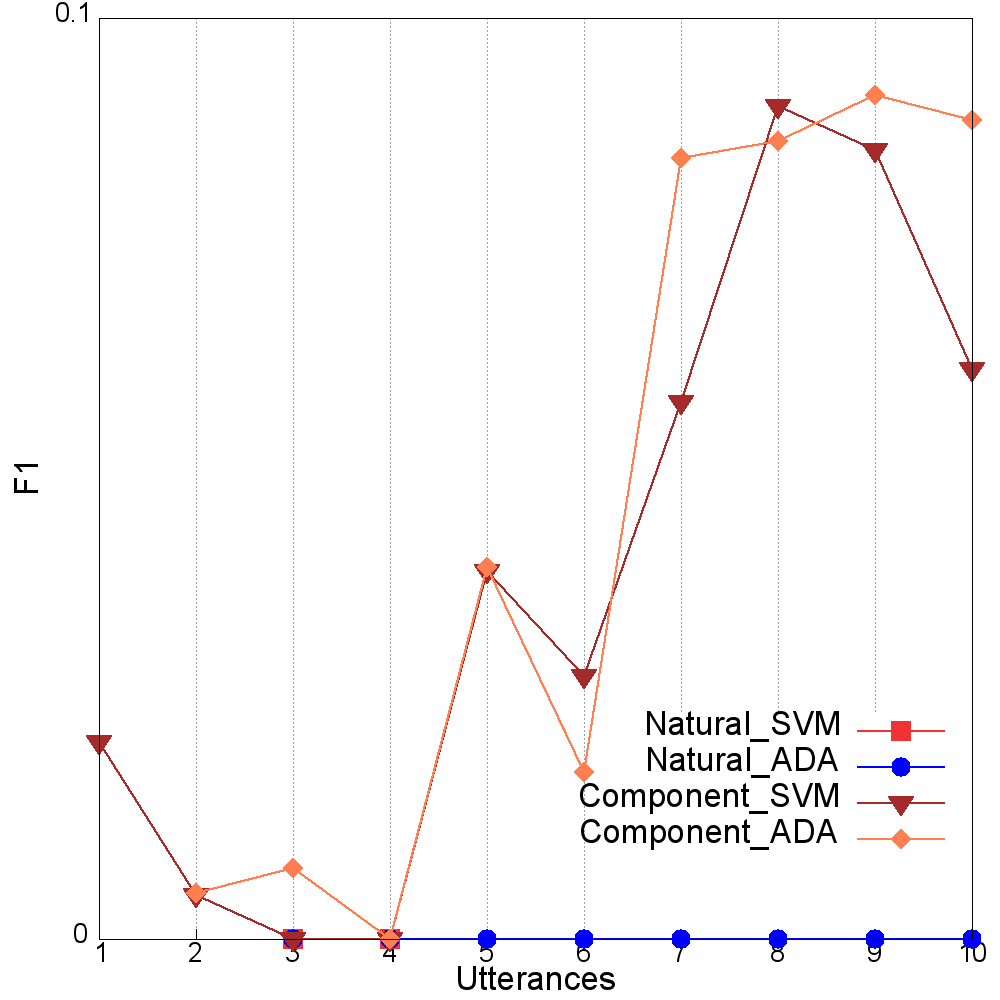 0.1
F1
Natural_SVM
Natural_ADA
Component_SVM
Component_ADA
0
1 2 3 4 5 6 7 8 9 10
Utterances